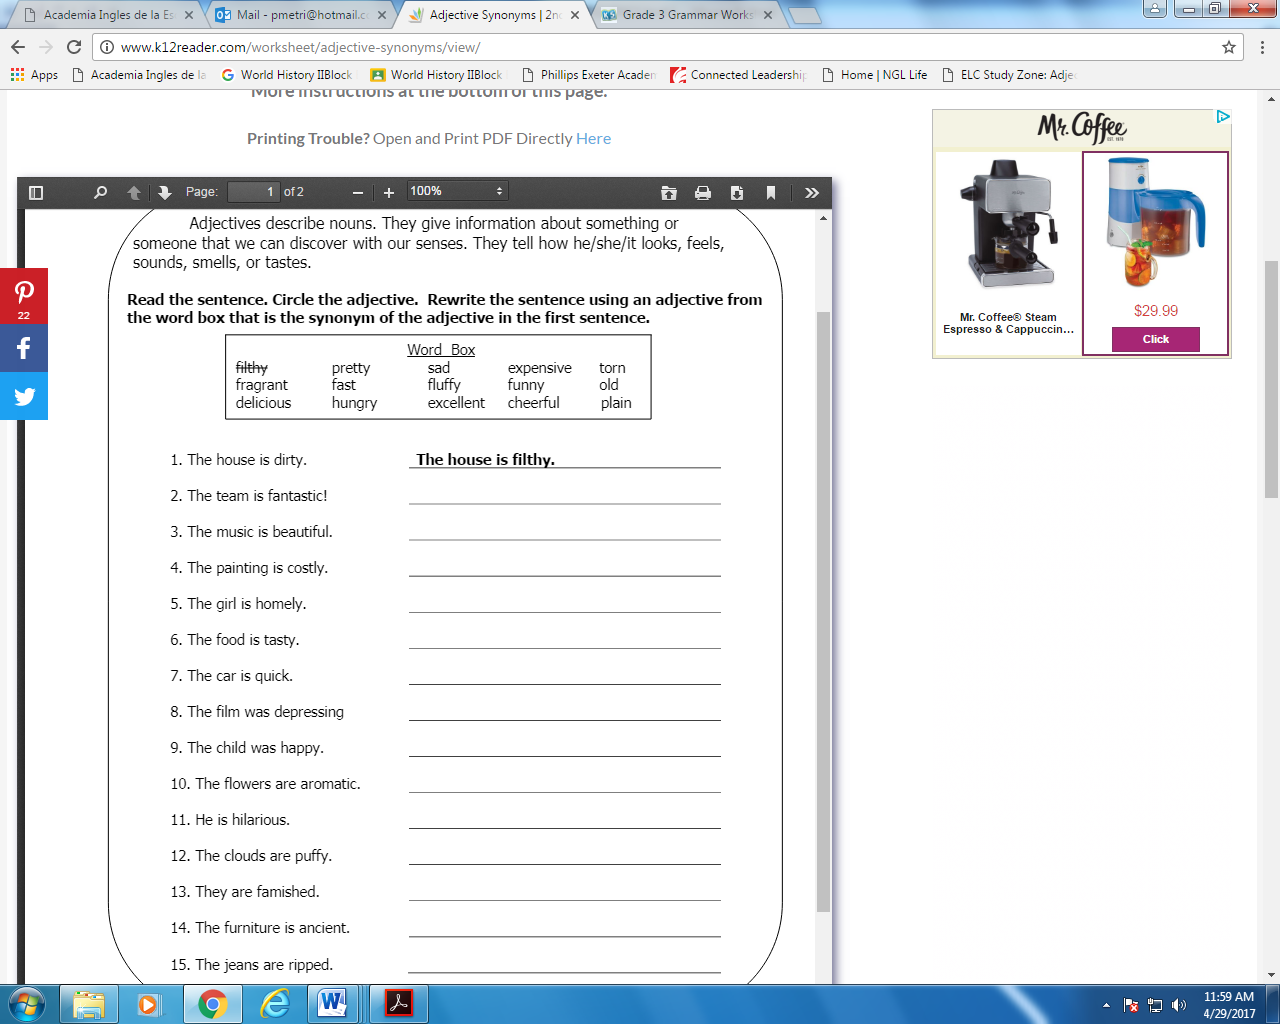 Academia Ingles de la Es
Mail - pmetri@hotmail.c
Adjective Synonyms | 2n
Grade 3 Grammar Works
www.k12reader.com/worksheet/adjective-synonyms/view/
Apps
Academia Ingles de la
World History IIBlock
World History IIBlock
Phillips Exeter Academ
Connected Leadership
Home | NGL Life
ELC Study Zone: Adje
More instructions at the bottom of this page.
Printing Trouble? Open and Print PDF Directly Here
Page: 1 of 2
100%
Adjectives describe nouns. They give information about something or
someone that we can discover with our senses. They tell how he/she/it looks, feels,
sounds, smells, or tastes.
Read the sentence. Circle the adjective. Rewrite the sentence using an adjective from
the word box that is the synonym of the adjective in the first sentence.
Word Box
filthy pretty sad expensive torn
fragrant fast fluffy funny old
delicious hungry excellent cheerful plain
1. The house is dirty. The house is filthy.
2. The team is fantastic!
3. The music is beautiful.
4. The painting is costly.
5. The girl is homely.
6. The food is tasty.
7. The car is quick.
8. The film was depressing
9. The child was happy.
10. The flowers are aromatic.
11. He is hilarious.
12. The clouds are puffy.
13. They are famished.
14. The furniture is ancient.
15. The jeans are ripped.
22
Mr. Coffee
Mr. Coffee® Steam
Espresso & Cappuccin...
$29.99
Click
11:59 AM
4/29/2017